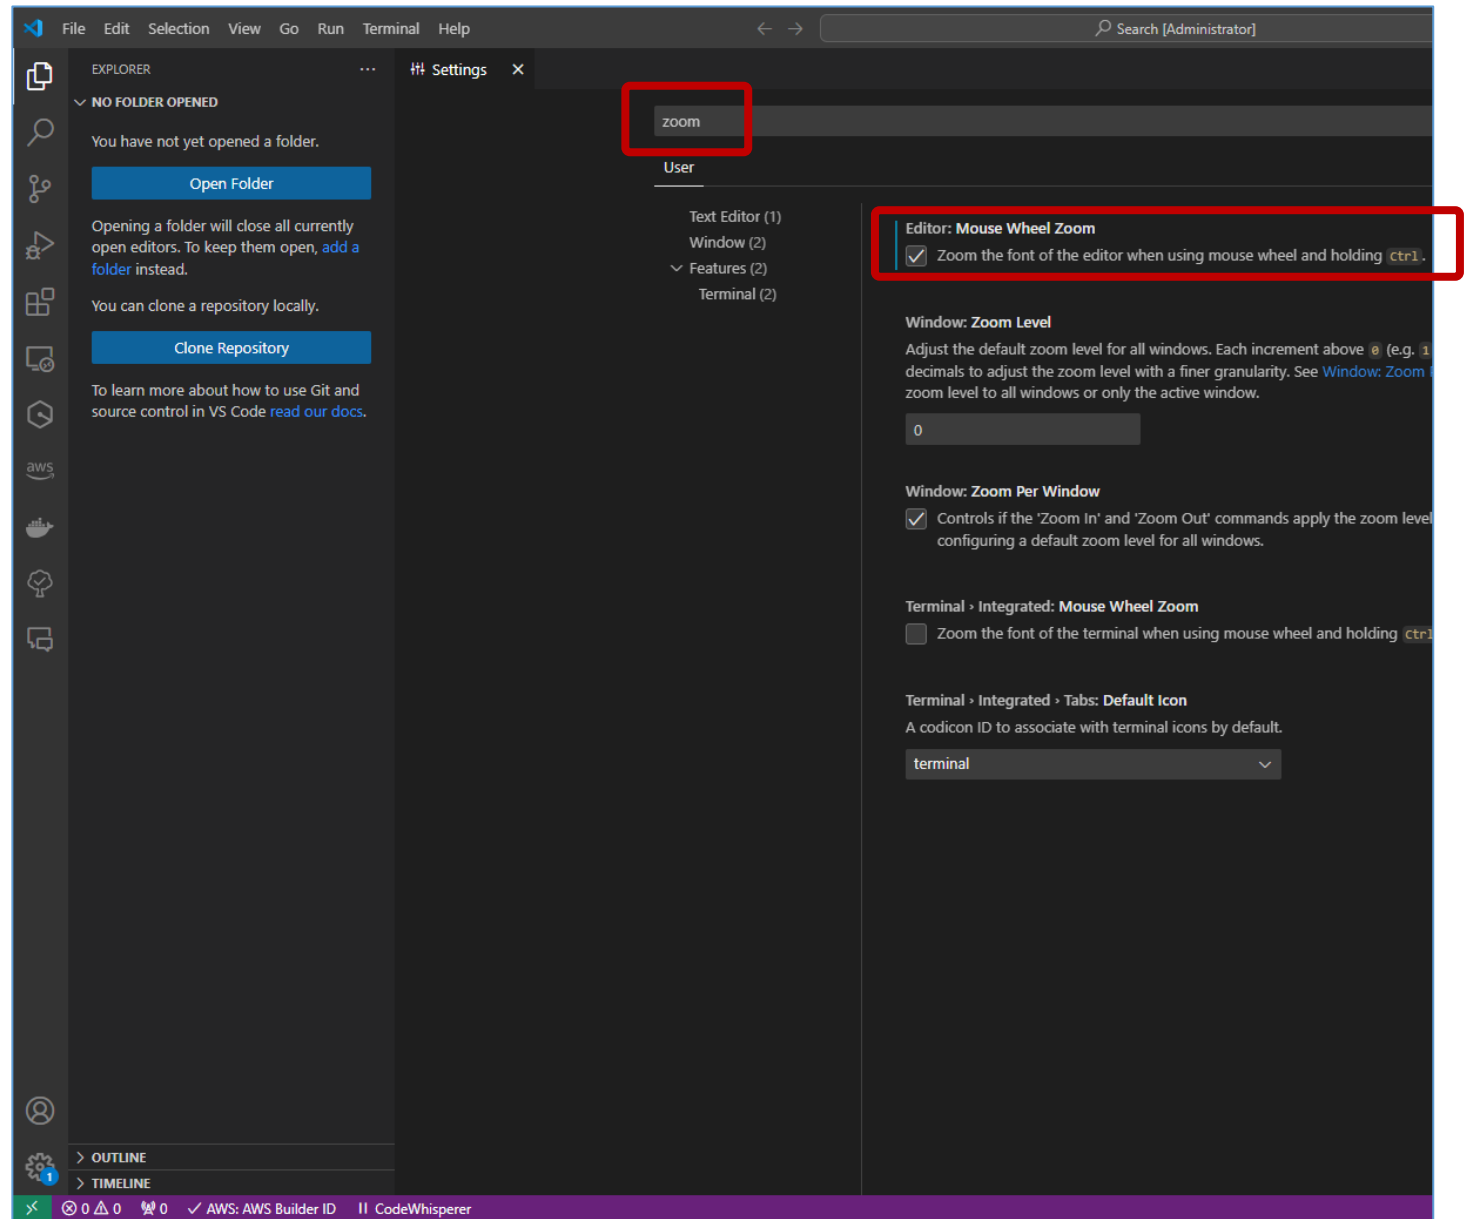 File Edit Selection View Go Run Terminal Help
Search [Administrator]
EXPLORER
Settings
NO FOLDER OPENED
You have not yet opened a folder.
Open Folder
Opening a folder will close all currently
open editors. To keep them open, add a
folder instead.
You can clone a repository locally.
Clone Repository
To learn more about how to use Git and
source control in VS Code read our docs.
aws
OUTLINE
TIMELINE
zoom
User
Text Editor (1)
Window (2)
Features (2)
Terminal (2)
Editor: Mouse Wheel Zoom
Zoom the font of the editor when using mouse wheel and holding Ctrl.
Window: Zoom Level
Adjust the default zoom level for all windows. Each increment above 0 (e.g. 1
decimals to adjust the zoom level with a finer granularity. See Window: Zoom
zoom level to all windows or only the active window.
0
Window: Zoom Per Window
Controls if the 'Zoom In' and 'Zoom Out' commands apply the zoom level
configuring a default zoom level for all windows.
Terminal › Integrated: Mouse Wheel Zoom
Zoom the font of the terminal when using mouse wheel and holding Ctrl
Terminal › Integrated › Tabs: Default Icon
A codicon ID to associate with terminal icons by default.
terminal
1
0 0 0 AWS: AWS Builder ID CodeWhisperer